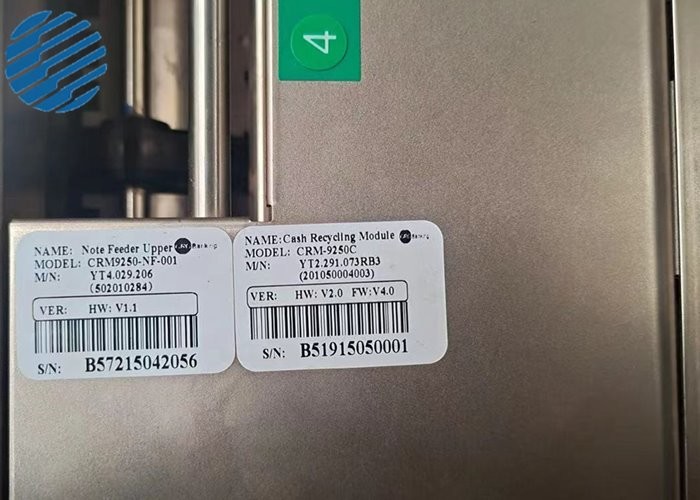 4
NAME: Note Feeder Upper
MODEL: CRM9250-NF-001
M/N: YT4.029.206
(502010284)
VER: HW: V1.1
S/N: B57215042056
NAME: Cash Recycling Module
MODEL: CRM-9250C
M/N: YT2.291.073RB3
(201050004003)
VER: HW: V2.0 FW:V4.0
S/N: B51915050001